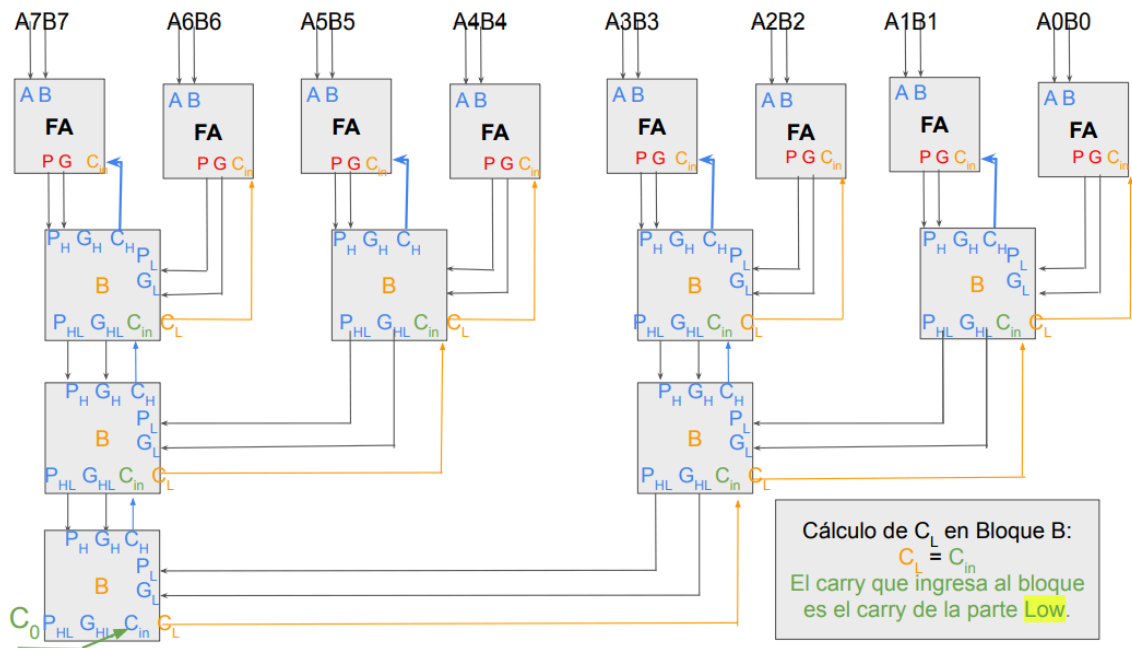 A7B7 A6B6 A5B5 A4B4 A3B3 A2B2 A1B1 A0B0
A B A B A B A B A B A B A B A B
FA FA FA FA FA FA FA FA
P G Cin P G Cin P G Cin P G Cin P G Cin P G Cin P G Cin P G Cin
PH GH CH PH GH CH PH GH CH PH GH CH
PL PL PL
GL GL GL
B B B B
PHL GHL Cin CL PHL GHL Cin CL PHL GHL Cin CL PHL GHL Cin CL
PH GH CH PH GH CH
PL PL
GL GL
B B
PHL GHL Cin CL PHL GHL Cin CL
PH GH CH
PL
GL
B
C0 PHL GHL Cin CL
Cálculo de CL en Bloque B:
CL = Cin
El carry que ingresa al bloque
es el carry de la parte Low.